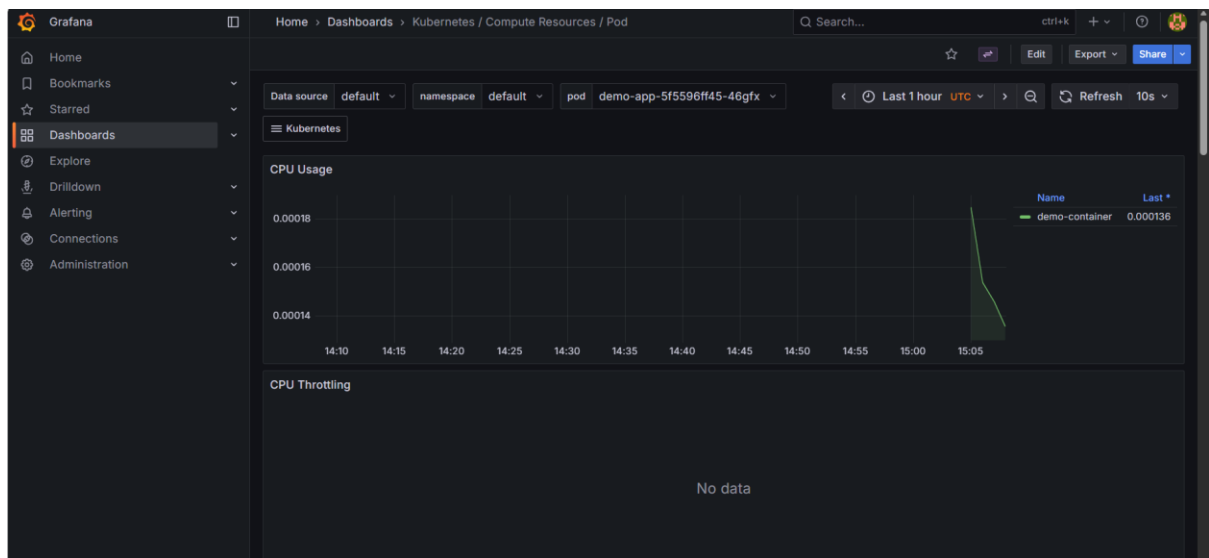 Grafana
Home
Bookmarks
Starred
Dashboards
Explore
Drilldown
Alerting
Connections
Administration
Home › Dashboards › Kubernetes / Compute Resources / Pod
Search...
ctrl+k
Edit
Export
Share
Data source default
namespace default
pod demo-app-5f5596ff45-46gfx
Last 1 hour UTC
Refresh 10s
Kubernetes
CPU Usage
0.00018
0.00016
0.00014
14:10 14:15 14:20 14:25 14:30 14:35 14:40 14:45 14:50 14:55 15:00 15:05
Name Last *
demo-container 0.000136
CPU Throttling
No data